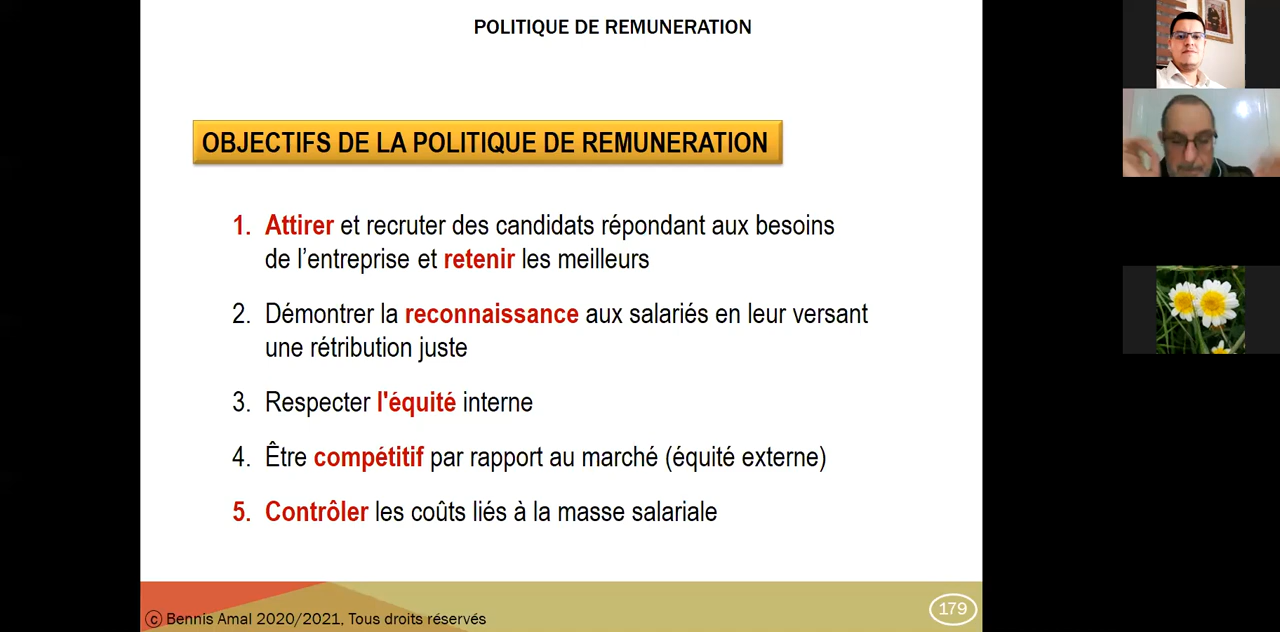 POLITIQUE DE REMUNERATION
OBJECTIFS DE LA POLITIQUE DE REMUNERATION
1. Attirer et recruter des candidats répondant aux besoins
de l'entreprise et retenir les meilleurs
2. Démontrer la reconnaissance aux salariés en leur versant
une rétribution juste
3. Respecter l'équité interne
4. Être compétitif par rapport au marché (équité externe)
5. Contrôler les coûts liés à la masse salariale
© Bennis Amal 2020/2021, Tous droits réservés
179